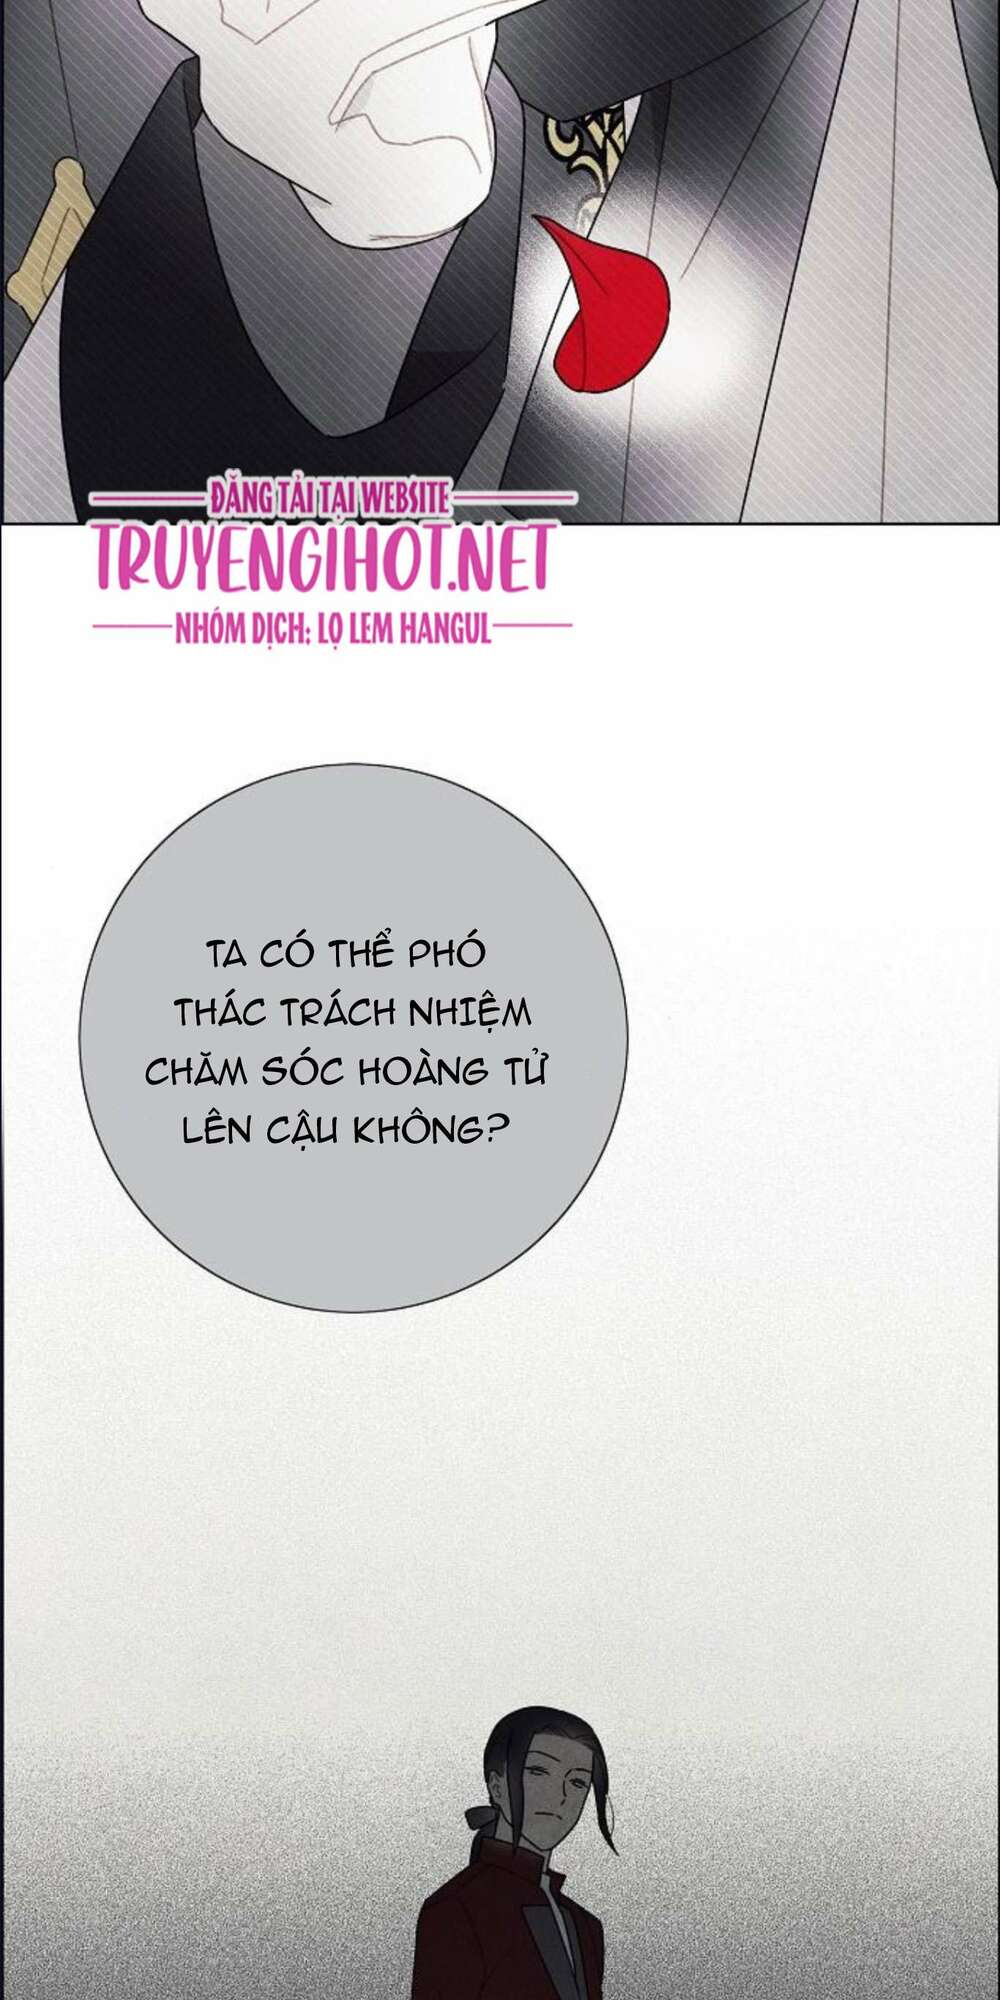 ĐĂNG TẢI TẠI WEBSITE
TRUYENGIHOT.NET
NHÓM DỊCH: LỌ LEM HANGUL
TA CÓ THỂ PHÓ
THÁC TRÁCH NHIỆM
CHĂM SÓC HOÀNG TỬ
LÊN CẬU KHÔNG?